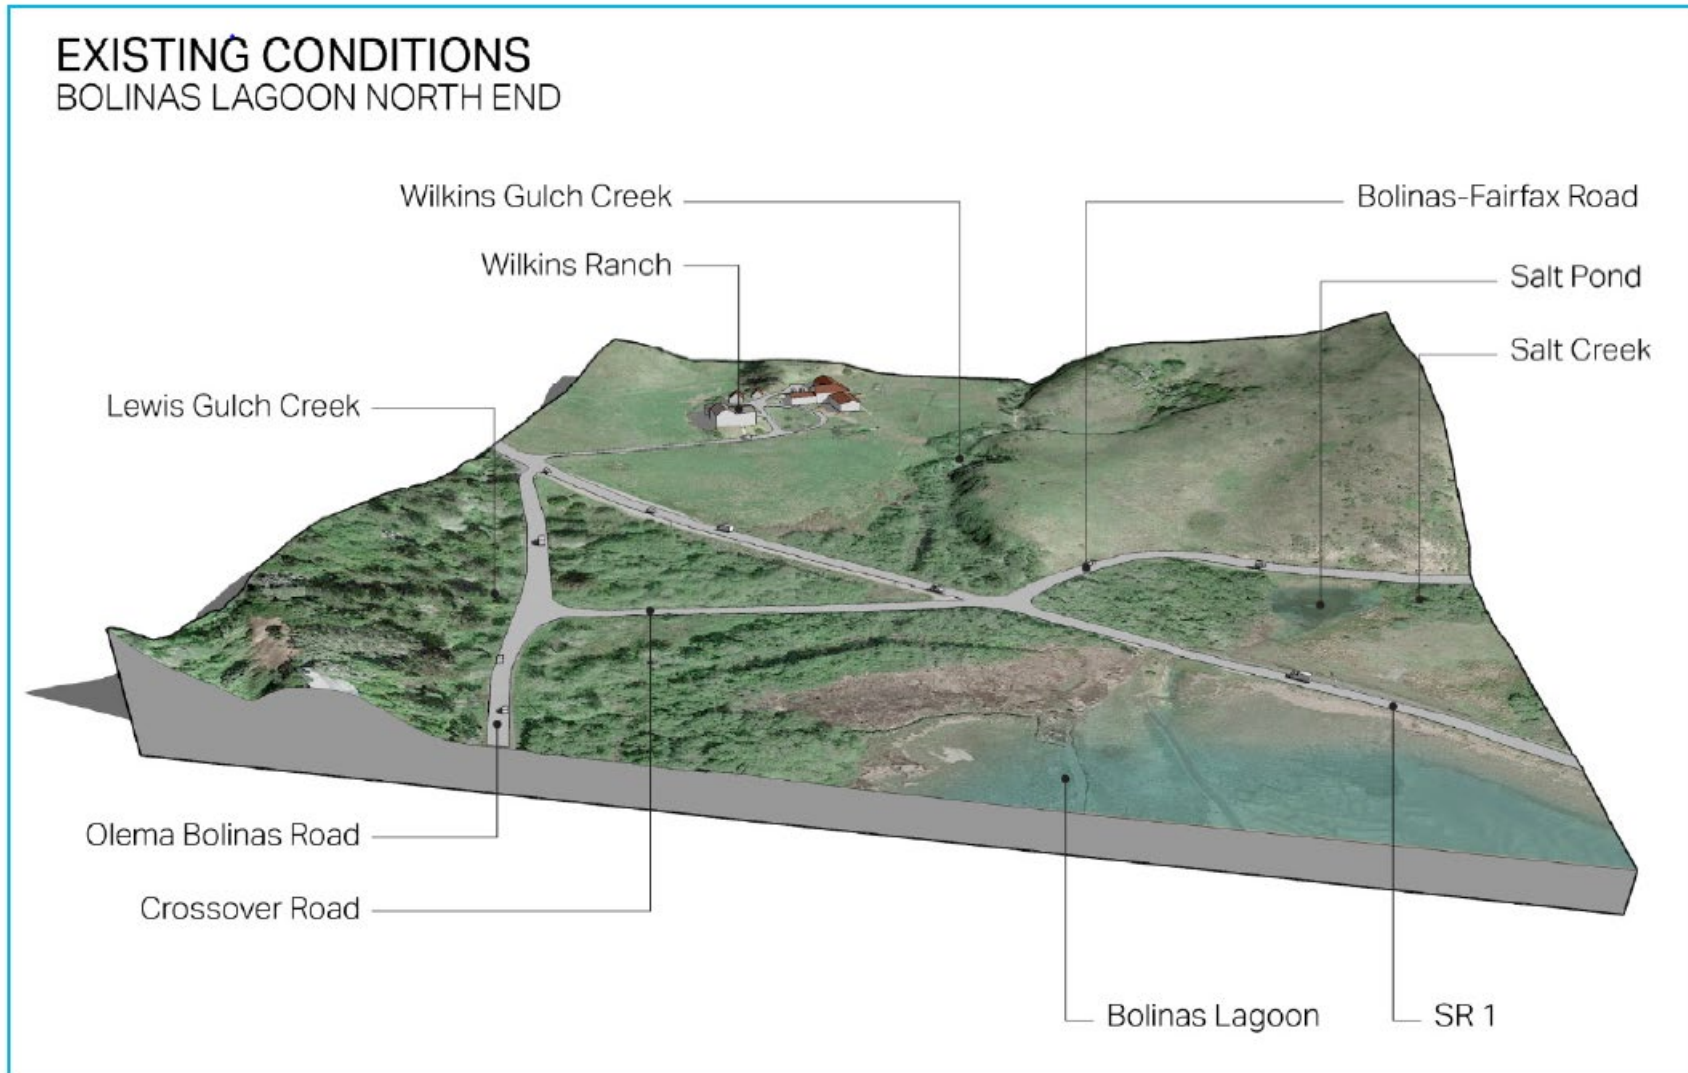 EXISTING CONDITIONS
BOLINAS LAGOON NORTH END
Wilkins Gulch Creek
Bolinas-Fairfax Road
Wilkins Ranch
Salt Pond
Salt Creek
Lewis Gulch Creek
Olema Bolinas Road
Crossover Road
Bolinas Lagoon
SR 1